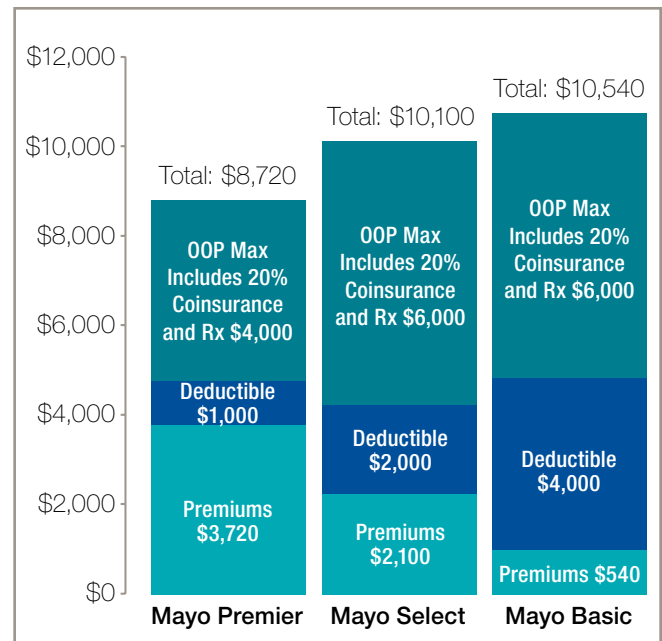 $12,000
$10,000
$8,000
$6,000
$4,000
$2,000
$0
Total: $8,720
OOP Max
Includes 20%
Coinsurance
and Rx $4,000
Deductible
$1,000
Premiums
$3,720
Mayo Premier
Total: $10,100
OOP Max
Includes 20%
Coinsurance
and Rx $6,000
Deductible
$2,000
Premiums
$2,100
Mayo Select
Total: $10,540
OOP Max
Includes 20%
Coinsurance
and Rx $6,000
Deductible
$4,000
Premiums $540
Mayo Basic